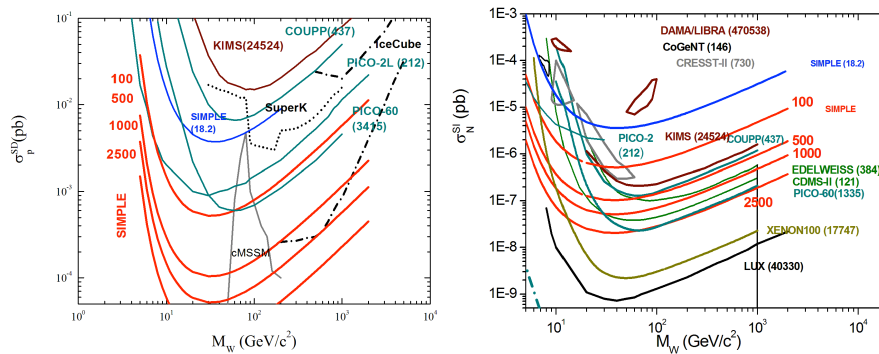 10⁻¹
10⁻²
10⁻³
10⁻⁴
σ_p^SD (pb)
COUPP(437)
KIMS(24524)
IceCube
PICO-2L (212)
100
500
SuperK
SIMPLE
(18.2)
PICO-60
(3415)
1000
2500
SIMPLE
cMSSM
10⁰
10¹
10²
10³
10⁴
M_W (GeV/c²)
1E-3
1E-4
1E-5
1E-6
1E-7
1E-8
1E-9
σ_N^SI (pb)
DAMA/LIBRA (470538)
CoGeNT (146)
CRESST-II (730)
SIMPLE (18.2)
100
SIMPLE
PICO-2
(212)
KIMS (24524)
COUPP(437)
500
1000
EDELWEISS (384)
CDMS-II (121)
PICO-60(1335)
2500
XENON100 (17747)
LUX (40330)
10¹
10²
10³
10⁴
M_W (GeV/c²)